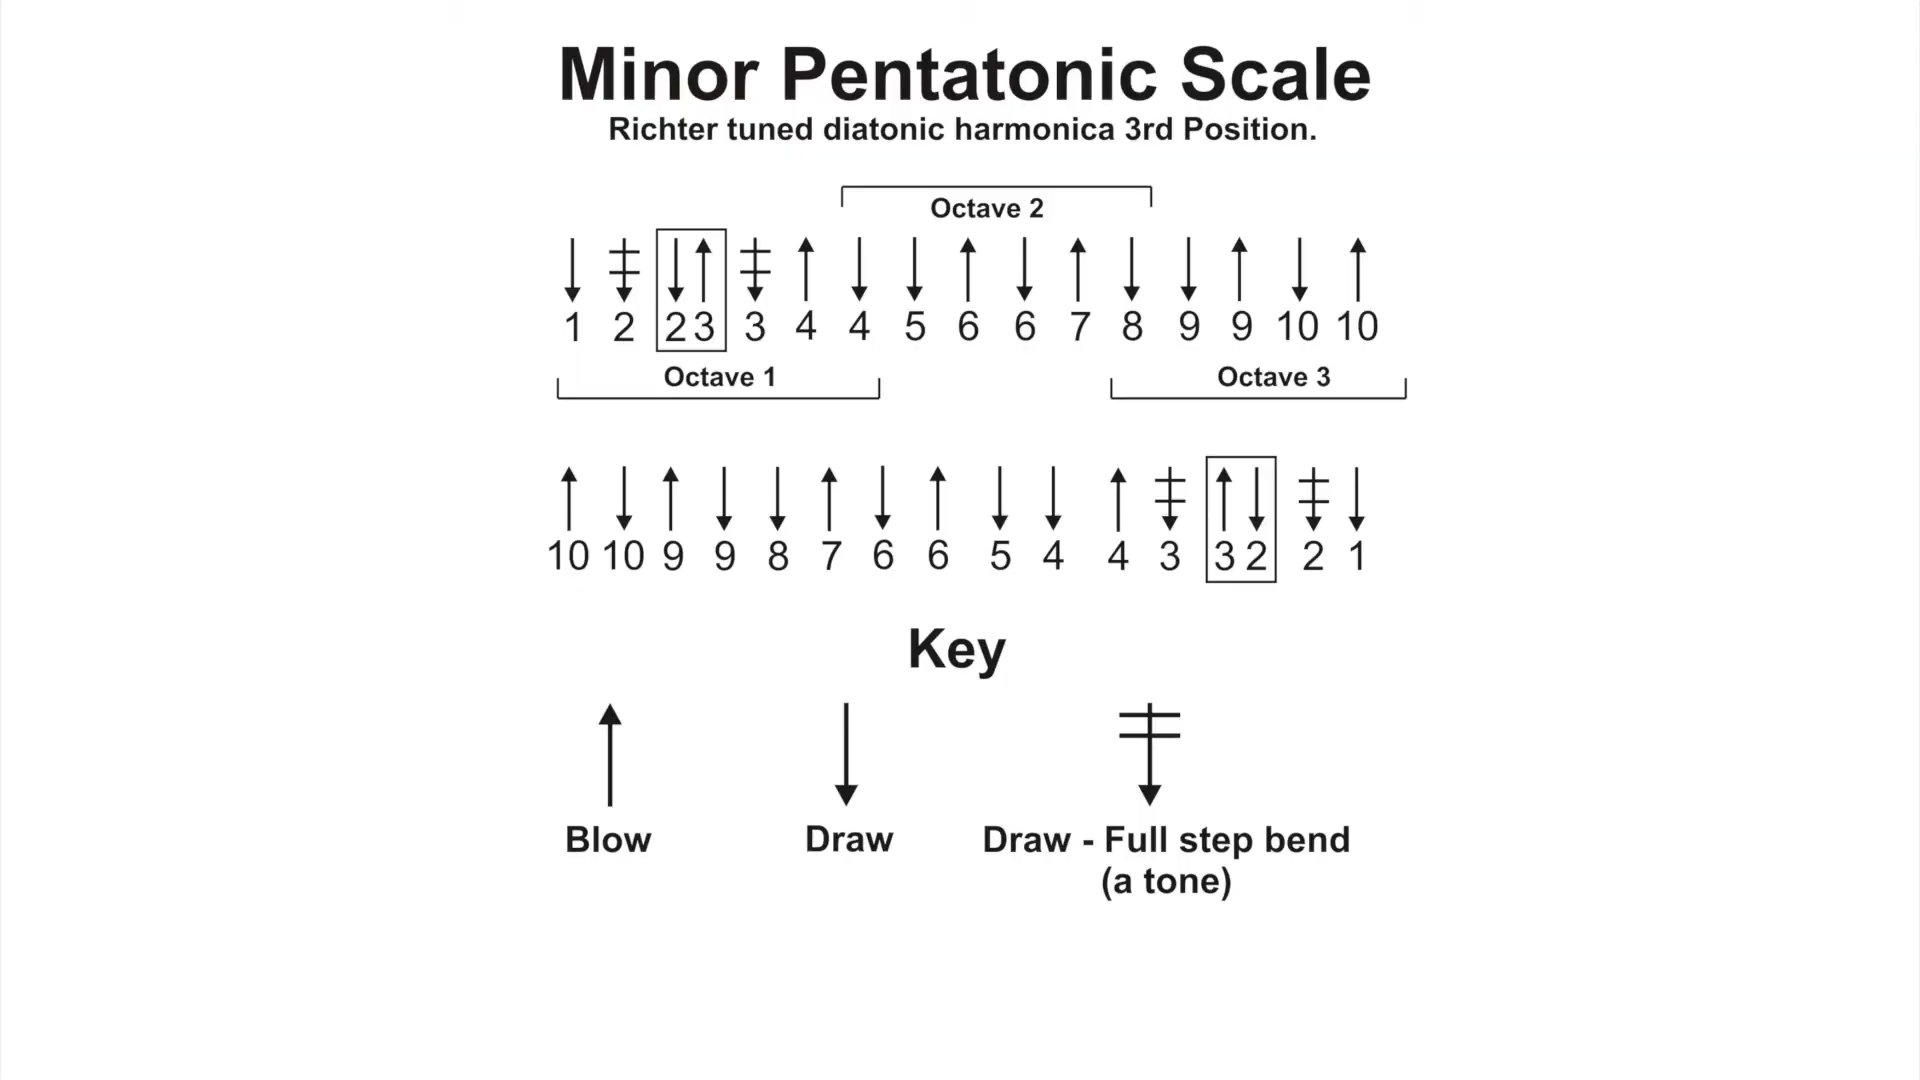 Minor Pentatonic Scale
Richter tuned diatonic harmonica 3rd Position.
Octave 2
1 2 2 3 3 4 4 5 6 6 7 8 9 9 10 10
Octave 1 Octave 3
10 10 9 9 8 7 6 6 5 4 4 3 3 2 2 1
Key
Blow Draw Draw - Full step bend
(a tone)